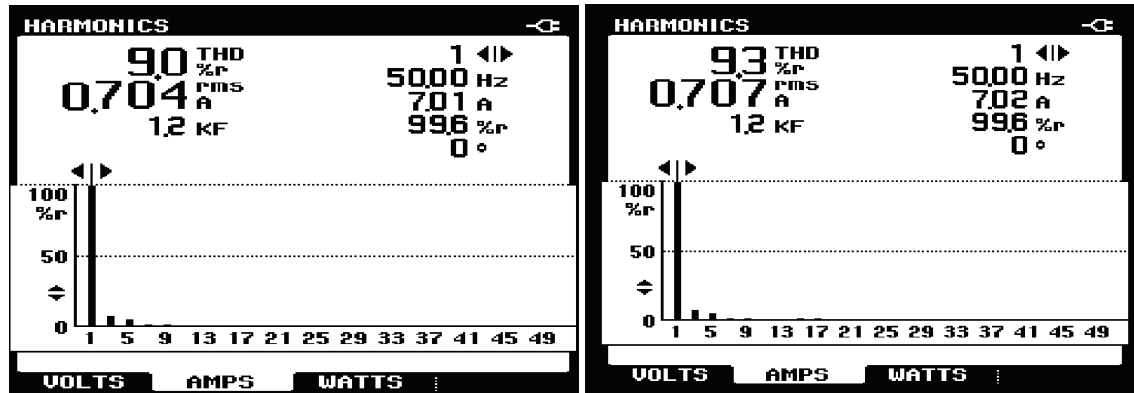 HARMONICS
9.0 THD %r
0.704 rms A
1.2 KF
1
50.00 Hz
7.01 A
99.6 %r
0 °
100
%r
50
0
1 5 9 13 17 21 25 29 33 37 41 45 49
VOLTS AMPS WATTS
HARMONICS
9.3 THD %r
0.707 rms A
1.2 KF
1
50.00 Hz
7.02 A
99.6 %r
0 °
100
%r
50
0
1 5 9 13 17 21 25 29 33 37 41 45 49
VOLTS AMPS WATTS